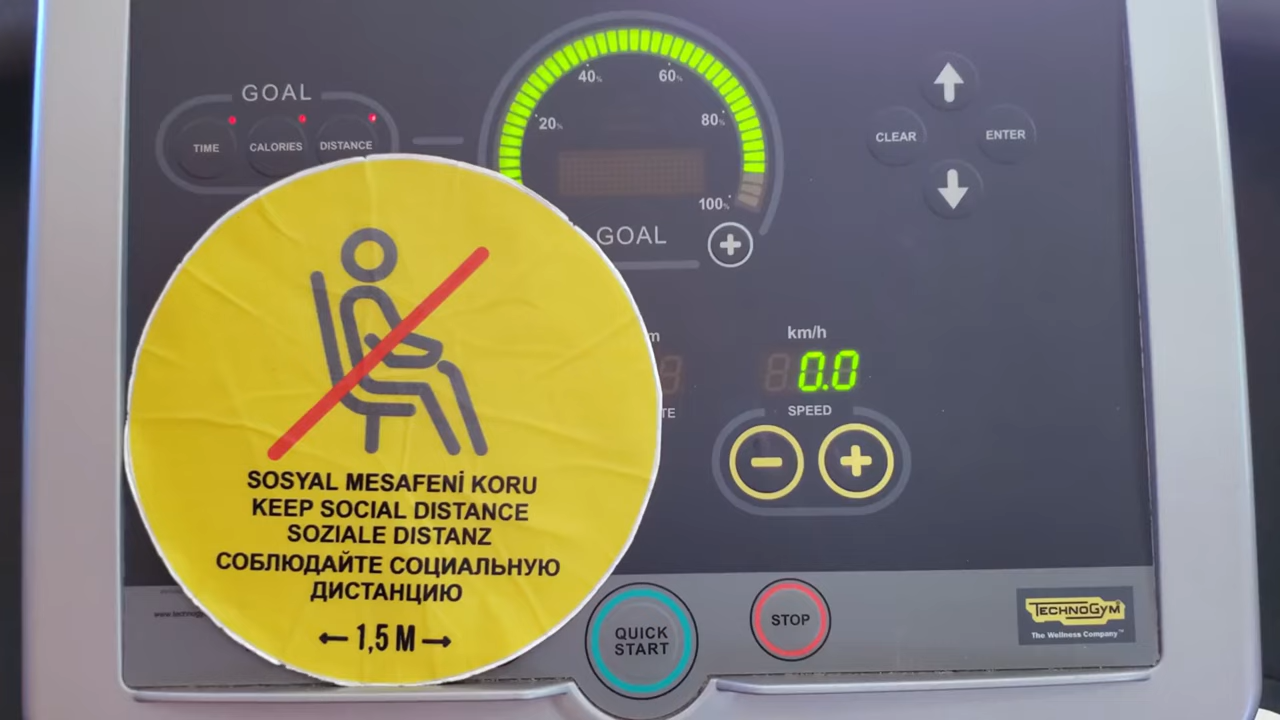 GOAL
TIME
CALORIES
DISTANCE
20%
40%
60%
80%
100%
GOAL
CLEAR
ENTER
km/h
0.0
SPEED
SOSYAL MESAFENİ KORU
KEEP SOCIAL DISTANCE
SOZIALE DISTANZ
СОБЛЮДАЙТЕ СОЦИАЛЬНУЮ
ДИСТАНЦИЮ
1,5 M
QUICK
START
STOP
TECHNOGYM
The Wellness Company™